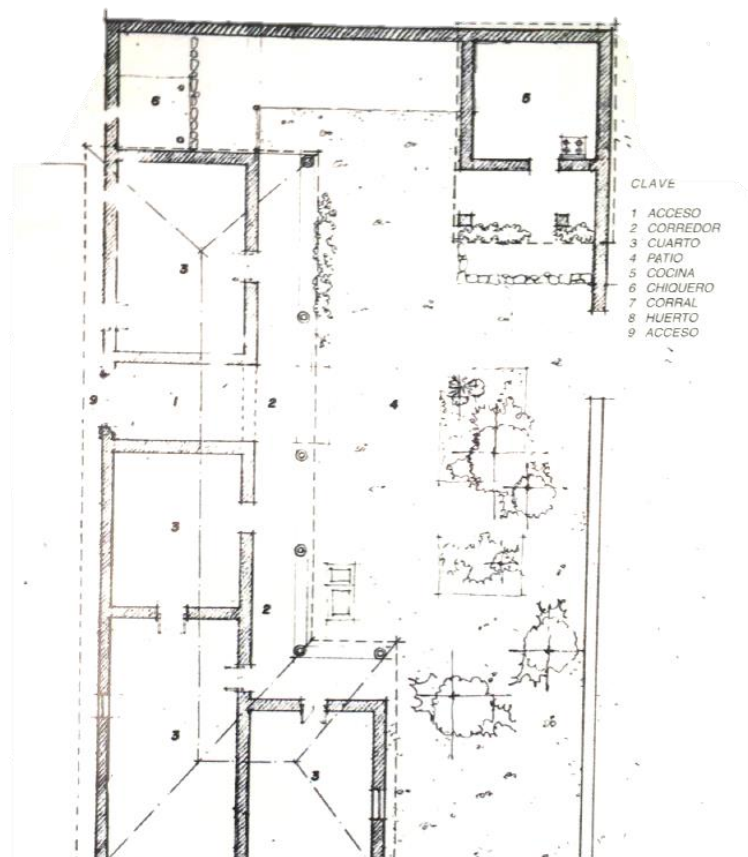 6
5
CLAVE
1 ACCESO
2 CORREDOR
3 CUARTO
4 PATIO
5 COCINA
6 CHIQUERO
7 CORRAL
8 HUERTO
9 ACCESO
3
9
1
2
4
3
2
3
3